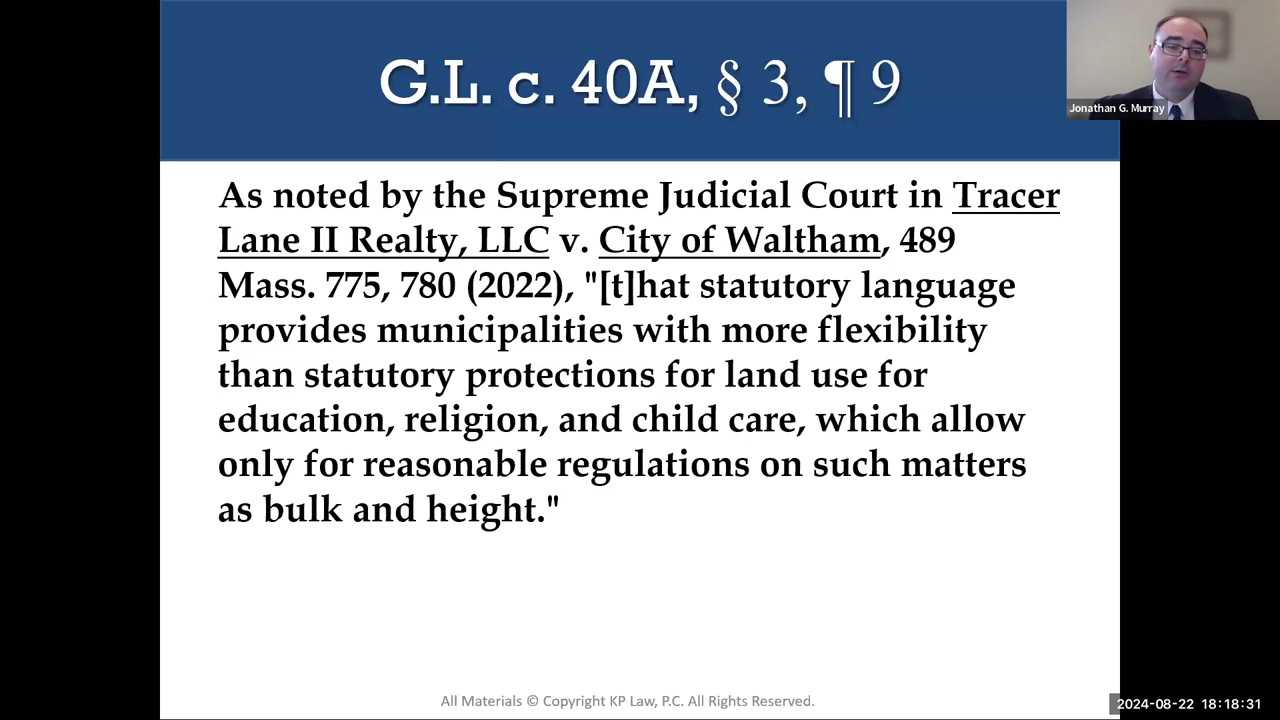 G.L. c. 40A, § 3, ¶ 9
Jonathan G. Murray
As noted by the Supreme Judicial Court in Tracer
Lane II Realty, LLC v. City of Waltham, 489
Mass. 775, 780 (2022), "[t]hat statutory language
provides municipalities with more flexibility
than statutory protections for land use for
education, religion, and child care, which allow
only for reasonable regulations on such matters
as bulk and height."
All Materials © Copyright KP Law, P.C. All Rights Reserved.
2024-08-22 18:18:31